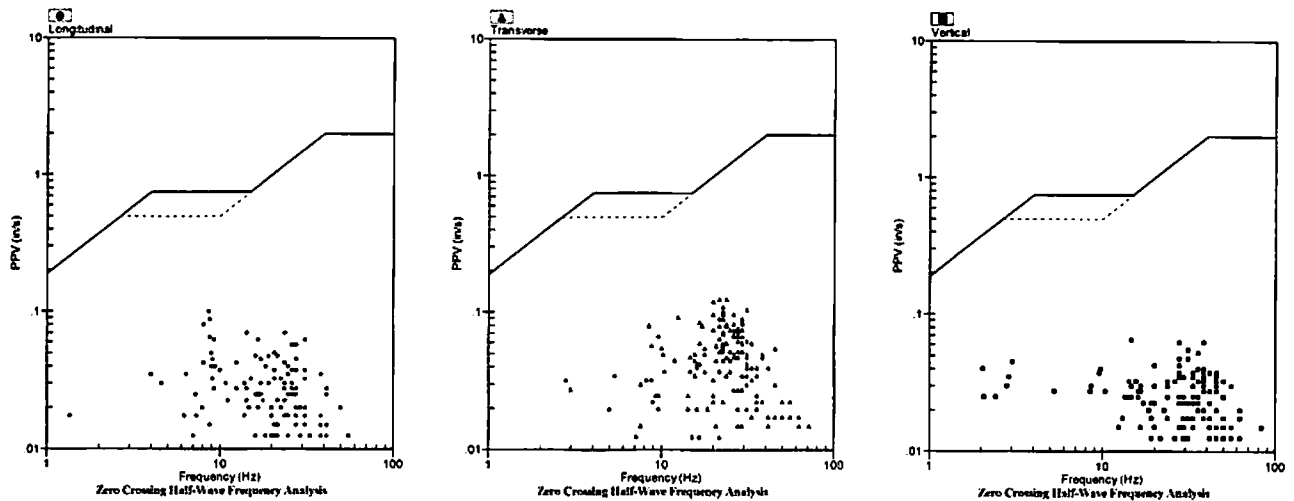 Longitudinal
10
1
.1
.01
PPV (in/s)
1
10
100
Frequency (Hz)
Zero Crossing Half-Wave Frequency Analysis
Transverse
10
1
.1
.01
PPV (in/s)
1
10
100
Frequency (Hz)
Zero Crossing Half-Wave Frequency Analysis
Vertical
10
1
.1
.01
PPV (in/s)
1
10
100
Frequency (Hz)
Zero Crossing Half-Wave Frequency Analysis